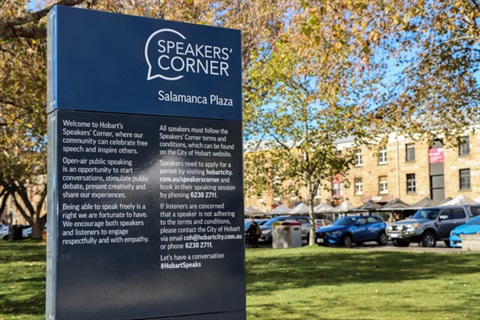 SPEAKERS'
CORNER
Salamanca Plaza
Welcome to Hobart's
Speakers' Corner, where our
community can celebrate free
speech and inspire others.
Open-air public speaking
is an opportunity to start
conversations, stimulate public
debate, present creativity and
share our experiences.
Being able to speak freely is a
right we are fortunate to have.
We encourage both speakers
and listeners to engage
respectfully and with empathy.
All speakers must follow the
Speakers' Corner terms and
conditions, which can be found
on the City of Hobart website.
Speakers need to apply for a
permit by visiting hobartcity.
com.au/speakerscorner and
book in their speaking session
by phoning 6238 2711.
If listeners are concerned
that a speaker is not adhering
to the terms and conditions,
please contact the City of Hobart
via email coh@hobartcity.com.au
or phone 6238 2711.
Let's have a conversation
#HobartSpeaks